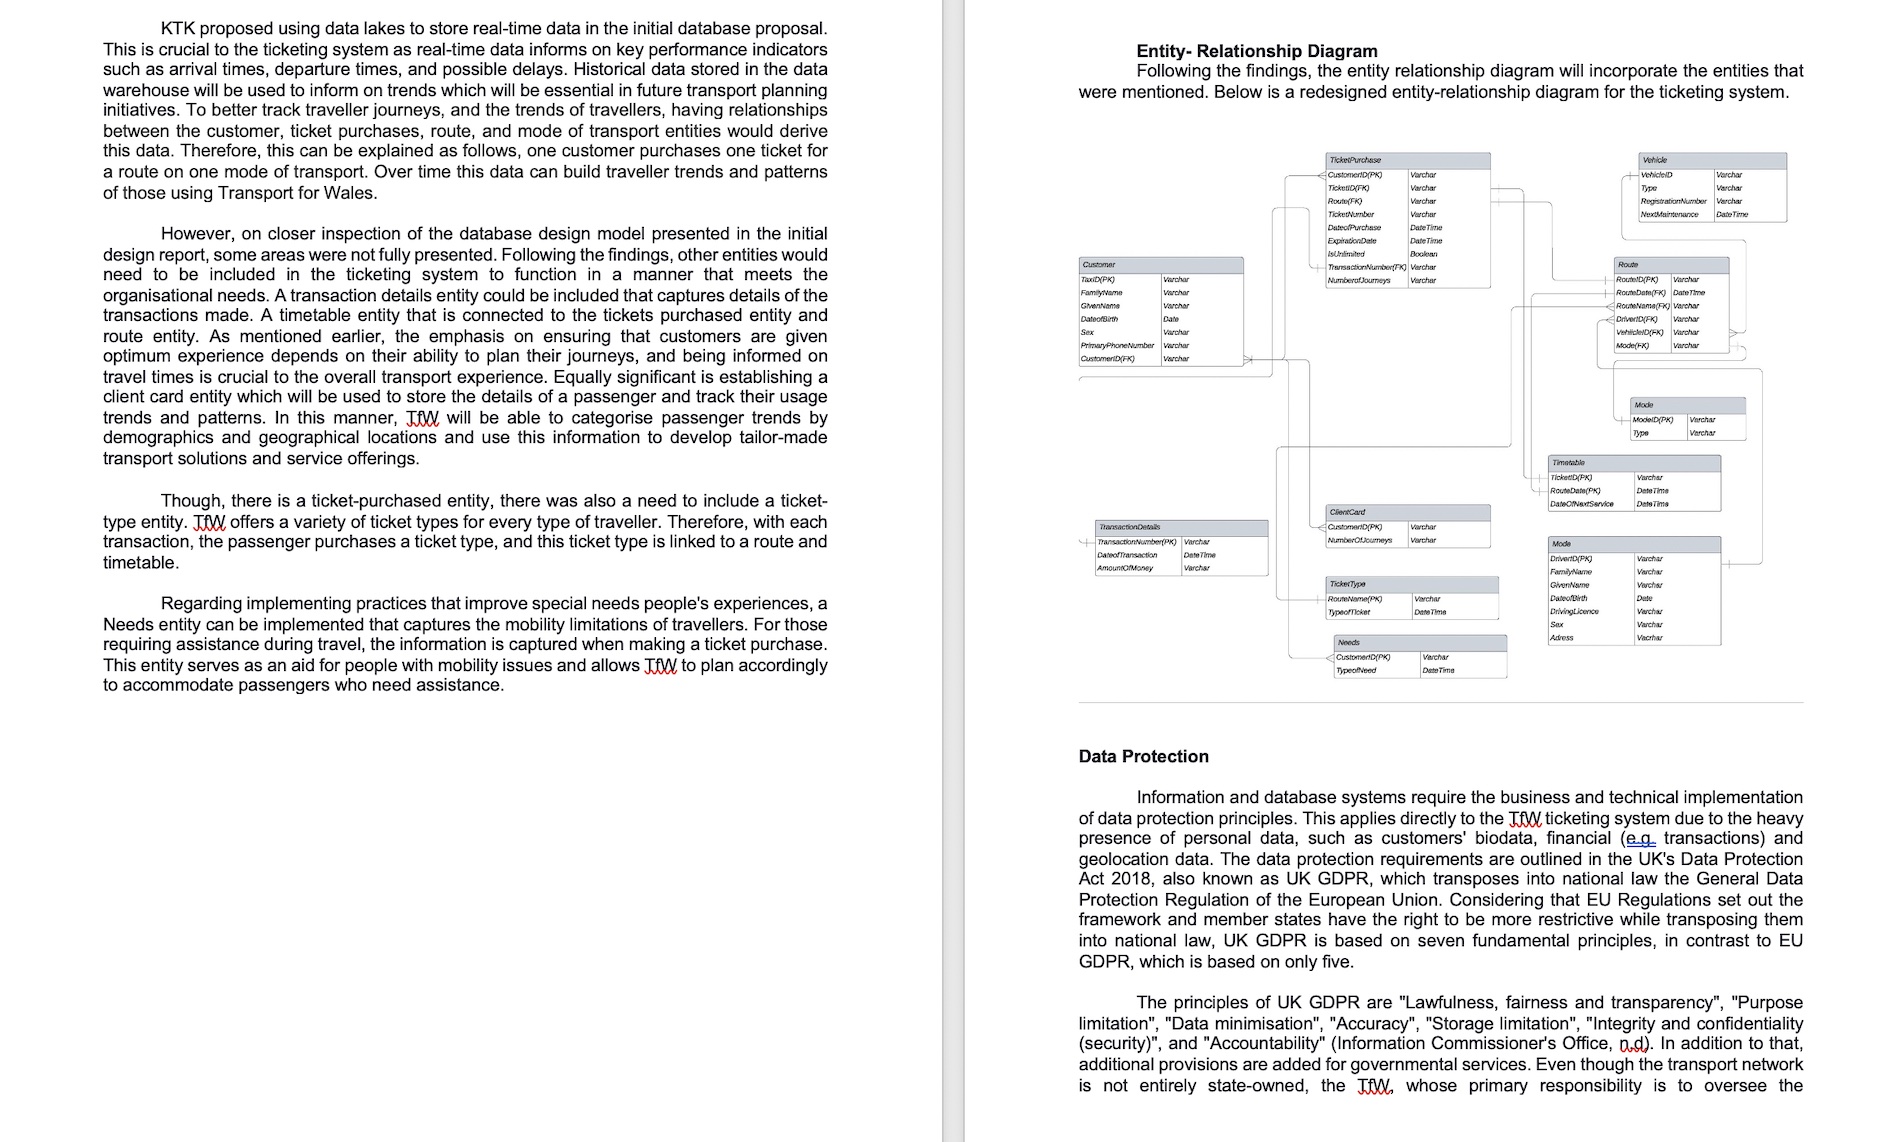 KTK proposed using data lakes to store real-time data in the initial database proposal.
This is crucial to the ticketing system as real-time data informs on key performance indicators
such as arrival times, departure times, and possible delays. Historical data stored in the data
warehouse will be used to inform on trends which will be essential in future transport planning
initiatives. To better track traveller journeys, and the trends of travellers, having relationships
between the customer, ticket purchases, route, and mode of transport entities would derive
this data. Therefore, this can be explained as follows, one customer purchases one ticket for
a route on one mode of transport. Over time this data can build traveller trends and patterns
of those using Transport for Wales.
However, on closer inspection of the database design model presented in the initial
design report, some areas were not fully presented. Following the findings, other entities would
need to be included in the ticketing system to function in a manner that meets the
organisational needs. A transaction details entity could be included that captures details of the
transactions made. A timetable entity that is connected to the tickets purchased entity and
route entity. As mentioned earlier, the emphasis on ensuring that customers are given
optimum experience depends on their ability to plan their journeys, and being informed on
travel times is crucial to the overall transport experience. Equally significant is establishing a
client card entity which will be used to store the details of a passenger and track their usage
trends and patterns. In this manner, TfW will be able to categorise passenger trends by
demographics and geographical locations and use this information to develop tailor-made
transport solutions and service offerings.
Though, there is a ticket-purchased entity, there was also a need to include a ticket-
type entity. TfW offers a variety of ticket types for every type of traveller. Therefore, with each
transaction, the passenger purchases a ticket type, and this ticket type is linked to a route and
timetable.
Regarding implementing practices that improve special needs people's experiences, a
Needs entity can be implemented that captures the mobility limitations of travellers. For those
requiring assistance during travel, the information is captured when making a ticket purchase.
This entity serves as an aid for people with mobility issues and allows TfW to plan accordingly
to accommodate passengers who need assistance.
Entity- Relationship Diagram
Following the findings, the entity relationship diagram will incorporate the entities that
were mentioned. Below is a redesigned entity-relationship diagram for the ticketing system.
TicketPurchase
CustomerID(PK) Varchar
TicketID(FK) Varchar
Route(FK) Varchar
TicketNumber Varchar
DateofPurchase DateTime
ExpirationDate DateTime
IsUnlimited Boolean
TransactionNumber(FK) Varchar
NumberofJourneys Varchar
Vehicle
VehicleID Varchar
Type Varchar
RegistrationNumber Varchar
NextMaintenance DateTime
Customer
TaxID(PK) Varchar
FamilyName Varchar
GivenName Varchar
DateofBirth Date
Sex Varchar
PrimaryPhoneNumber Varchar
CustomerID(FK) Varchar
Route
RouteID(PK) Varchar
RouteDate(FK) DateTime
RouteName(FK) Varchar
DriverID(FK) Varchar
VehicleID(FK) Varchar
Mode(FK) Varchar
Mode
ModeID(PK) Varchar
Type Varchar
Timetable
TicketID(PK) Varchar
RouteDate(PK) DateTime
DateOfNextService DateTime
ClientCard
CustomerID(PK) Varchar
NumberOfJourneys Varchar
TransactionDetails
TransactionNumber(PK) Varchar
DateofTransaction DateTime
AmountOfMoney Varchar
Mode
DriverID(PK) Varchar
FamilyName Varchar
GivenName Varchar
DateofBirth Date
DrivingLicence Varchar
Sex Varchar
Adress Vacrhar
TicketType
RouteName(PK) Varchar
TypeofTicket DateTime
Needs
CustomerID(PK) Varchar
TypeofNeed DateTime
Data Protection
Information and database systems require the business and technical implementation
of data protection principles. This applies directly to the TfW ticketing system due to the heavy
presence of personal data, such as customers' biodata, financial (e.g. transactions) and
geolocation data. The data protection requirements are outlined in the UK's Data Protection
Act 2018, also known as UK GDPR, which transposes into national law the General Data
Protection Regulation of the European Union. Considering that EU Regulations set out the
framework and member states have the right to be more restrictive while transposing them
into national law, UK GDPR is based on seven fundamental principles, in contrast to EU
GDPR, which is based on only five.
The principles of UK GDPR are "Lawfulness, fairness and transparency", "Purpose
limitation", "Data minimisation", "Accuracy", "Storage limitation", "Integrity and confidentiality
(security)", and "Accountability" (Information Commissioner's Office, n.d). In addition to that,
additional provisions are added for governmental services. Even though the transport network
is not entirely state-owned, the TfW, whose primary responsibility is to oversee the